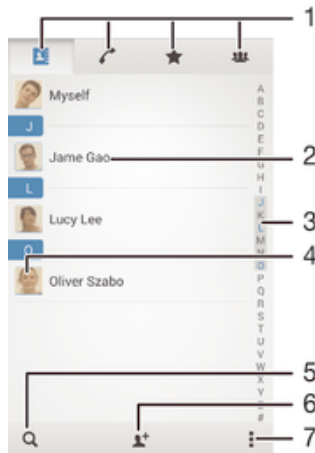 1
Myself
A
B
C
D
E
F
G
H
I
J
K
L
M
N
O
P
Q
R
S
T
U
V
W
X
Y
Z
#
J
Jame Gao
2
L
Lucy Lee
3
O
4
Oliver Szabo
5
6
7